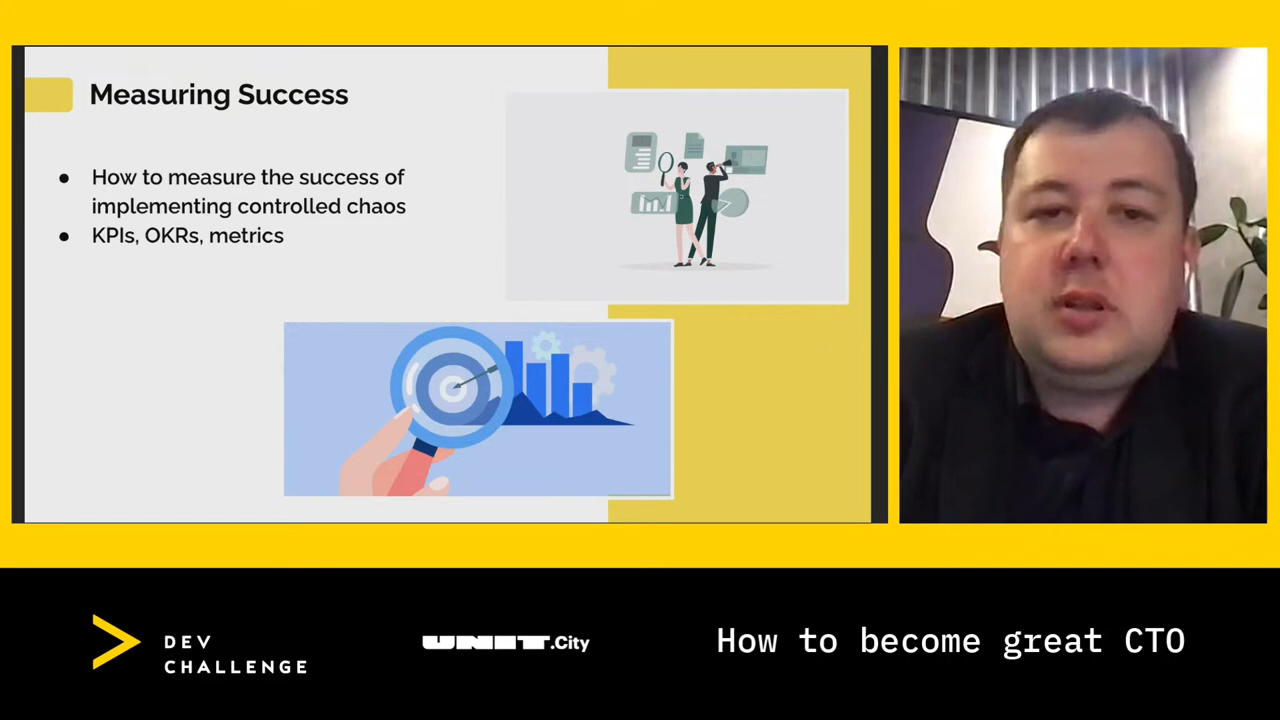 Measuring Success
● How to measure the success of
implementing controlled chaos
● KPIs, OKRs, metrics
DEV
CHALLENGE
UNIT.City
How to become great CTO